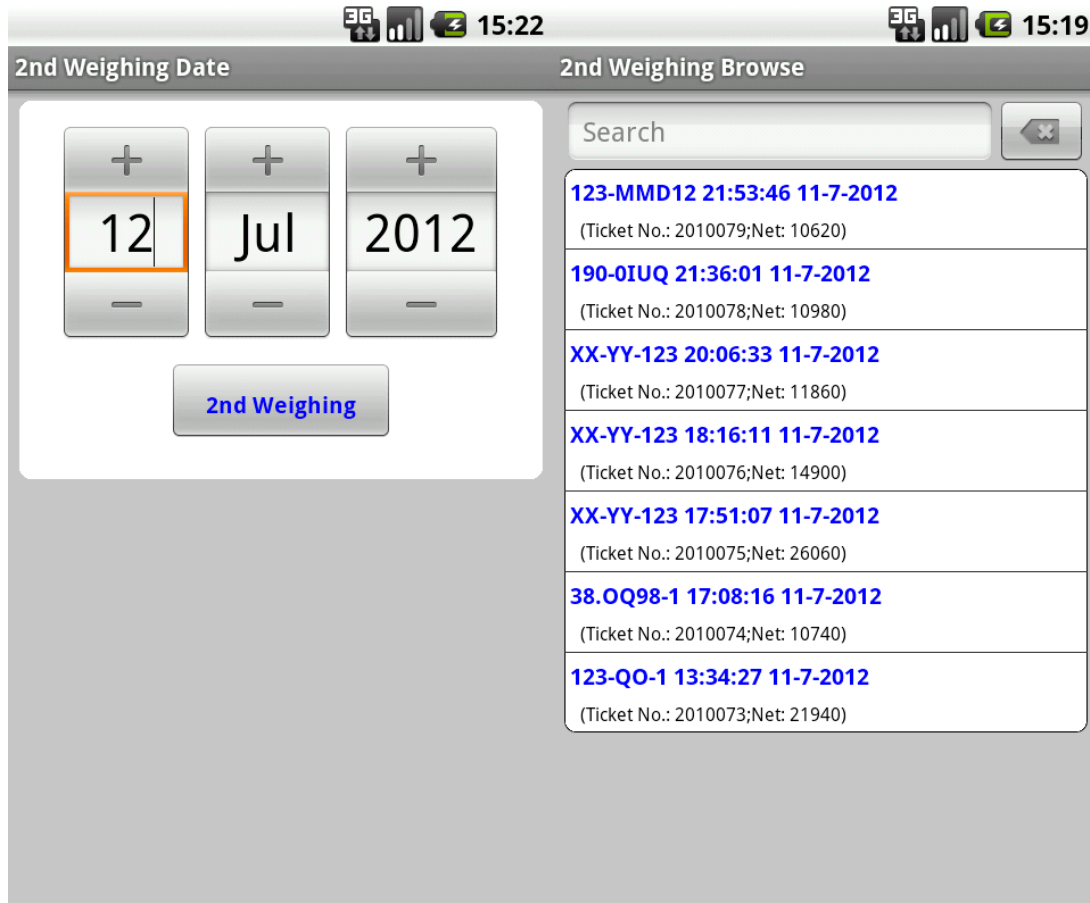 3G 15:22
2nd Weighing Date
12 Jul 2012
2nd Weighing
3G 15:19
2nd Weighing Browse
Search
123-MMD12 21:53:46 11-7-2012
(Ticket No.: 2010079;Net: 10620)
190-0IUQ 21:36:01 11-7-2012
(Ticket No.: 2010078;Net: 10980)
XX-YY-123 20:06:33 11-7-2012
(Ticket No.: 2010077;Net: 11860)
XX-YY-123 18:16:11 11-7-2012
(Ticket No.: 2010076;Net: 14900)
XX-YY-123 17:51:07 11-7-2012
(Ticket No.: 2010075;Net: 26060)
38.OQ98-1 17:08:16 11-7-2012
(Ticket No.: 2010074;Net: 10740)
123-QO-1 13:34:27 11-7-2012
(Ticket No.: 2010073;Net: 21940)